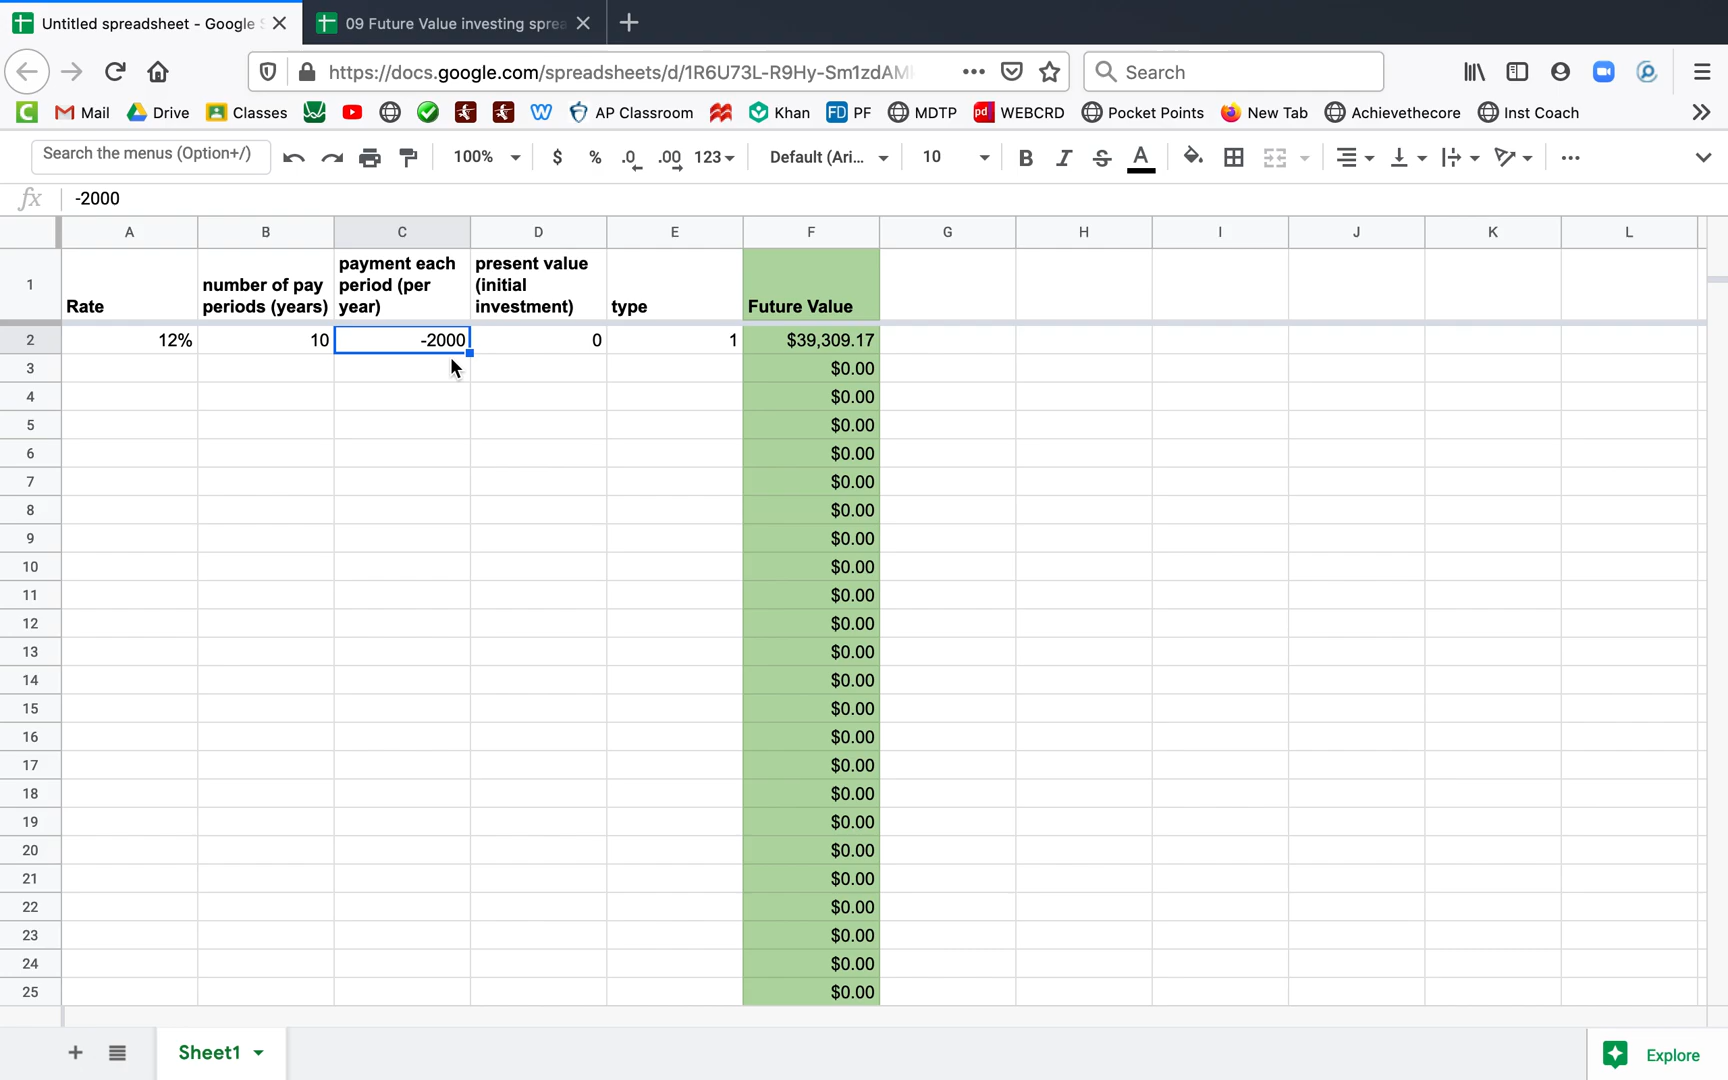 Untitled spreadsheet - Google S
09 Future Value investing sprea
https://docs.google.com/spreadsheets/d/1R6U73L-R9Hy-Sm1zdAM
Search
Mail
Drive
Classes
AP Classroom
Khan
FD PF
MDTP
pd WEBCRD
Pocket Points
New Tab
Achievethecore
Inst Coach
Search the menus (Option+/)
100%
$
%
.0
.00
123
Default (Ari...
10
B
I
S
A
fx
-2000
A B C D E F G H I J K L
1
Rate
number of pay
periods (years)
payment each
period (per
year)
present value
(initial
investment)
type
Future Value
2 12% 10 -2000 0 1 $39,309.17
3 $0.00
4 $0.00
5 $0.00
6 $0.00
7 $0.00
8 $0.00
9 $0.00
10 $0.00
11 $0.00
12 $0.00
13 $0.00
14 $0.00
15 $0.00
16 $0.00
17 $0.00
18 $0.00
19 $0.00
20 $0.00
21 $0.00
22 $0.00
23 $0.00
24 $0.00
25 $0.00
Sheet1
Explore